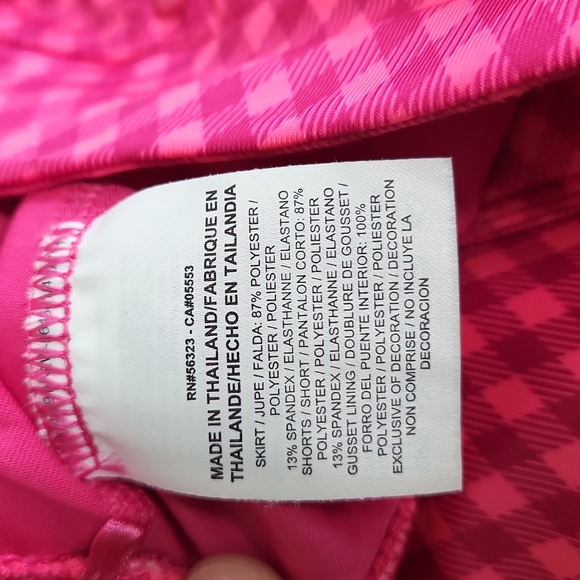 RN#56323 - CA#05553
MADE IN THAILAND/FABRIQUE EN
THAILANDE/HECHO EN TAILANDIA
SKIRT / JUPE / FALDA: 87% POLYESTER /
POLYESTER / POLIESTER
13% SPANDEX / ELASTHANNE / ELASTANO
SHORTS / SHORT / PANTALON CORTO: 87%
POLYESTER / POLYESTER / POLIESTER
13% SPANDEX / ELASTHANNE / ELASTANO
GUSSET LINING / DOUBLURE DE GOUSSET /
FORRO DEL PUENTE INTERIOR: 100%
POLYESTER / POLYESTER / POLIESTER
EXCLUSIVE OF DECORATION / DECORATION
NON COMPRISE / NO INCLUYE LA
DECORACION